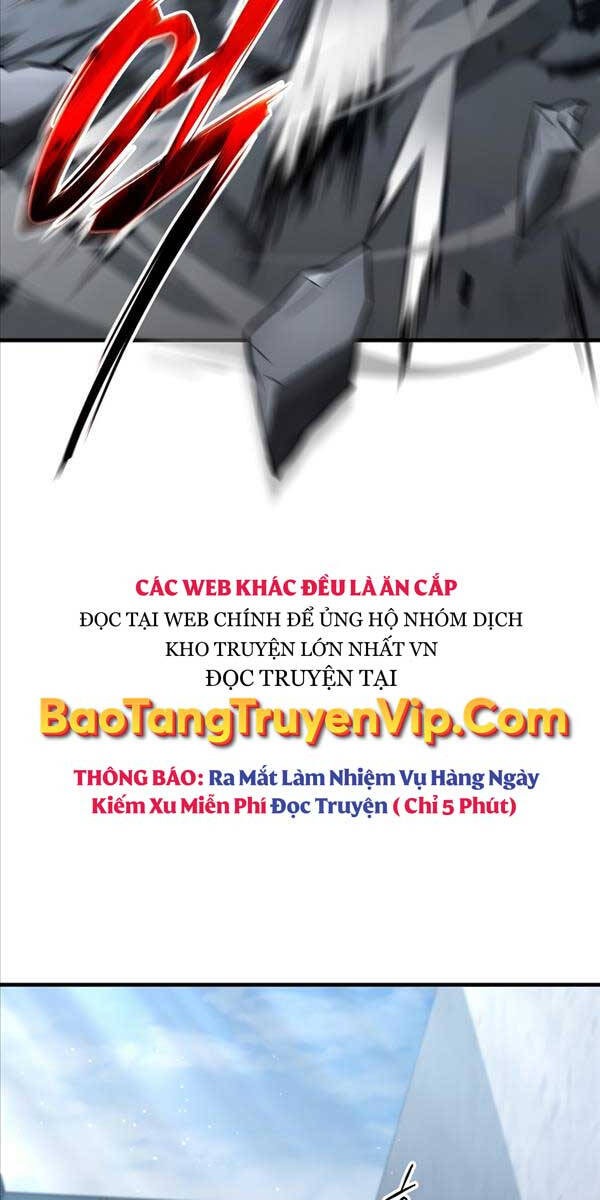 CÁC WEB KHÁC ĐỀU LÀ ĂN CẮP
ĐỌC TẠI WEB CHÍNH ĐỂ ỦNG HỘ NHÓM DỊCH
KHO TRUYỆN LỚN NHẤT VN
ĐỌC TRUYỆN TẠI
BaoTangTruyenVip.Com
THÔNG BÁO: Ra Mắt Làm Nhiệm Vụ Hàng Ngày
Kiếm Xu Miễn Phí Đọc Truyện ( Chỉ 5 Phút)